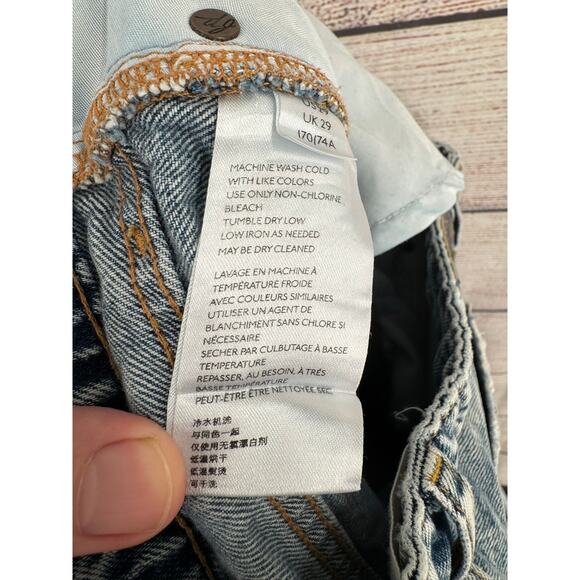 dg
UK 29
170/74A
MACHINE WASH COLD
WITH LIKE COLORS
USE ONLY NON-CHLORINE
BLEACH
TUMBLE DRY LOW
LOW IRON AS NEEDED
MAY BE DRY CLEANED
LAVAGE EN MACHINE À
TEMPÉRATURE FROIDE
AVEC COULEURS SIMILAIRES
UTILISER UN AGENT DE
BLANCHIMENT SANS CHLORE SI
NÉCESSAIRE
SECHER PAR CULBUTAGE À BASSE
TEMPERATURE
REPASSER, AU BESOIN, À TRÈS
BASSE TEMPÉRATURE
PEUT-ÊTRE ÊTRE NETTOYÉE SEC
冷水机洗
与同色一起
仅使用无氯漂白剂
低温烘干
低温熨烫
可干洗